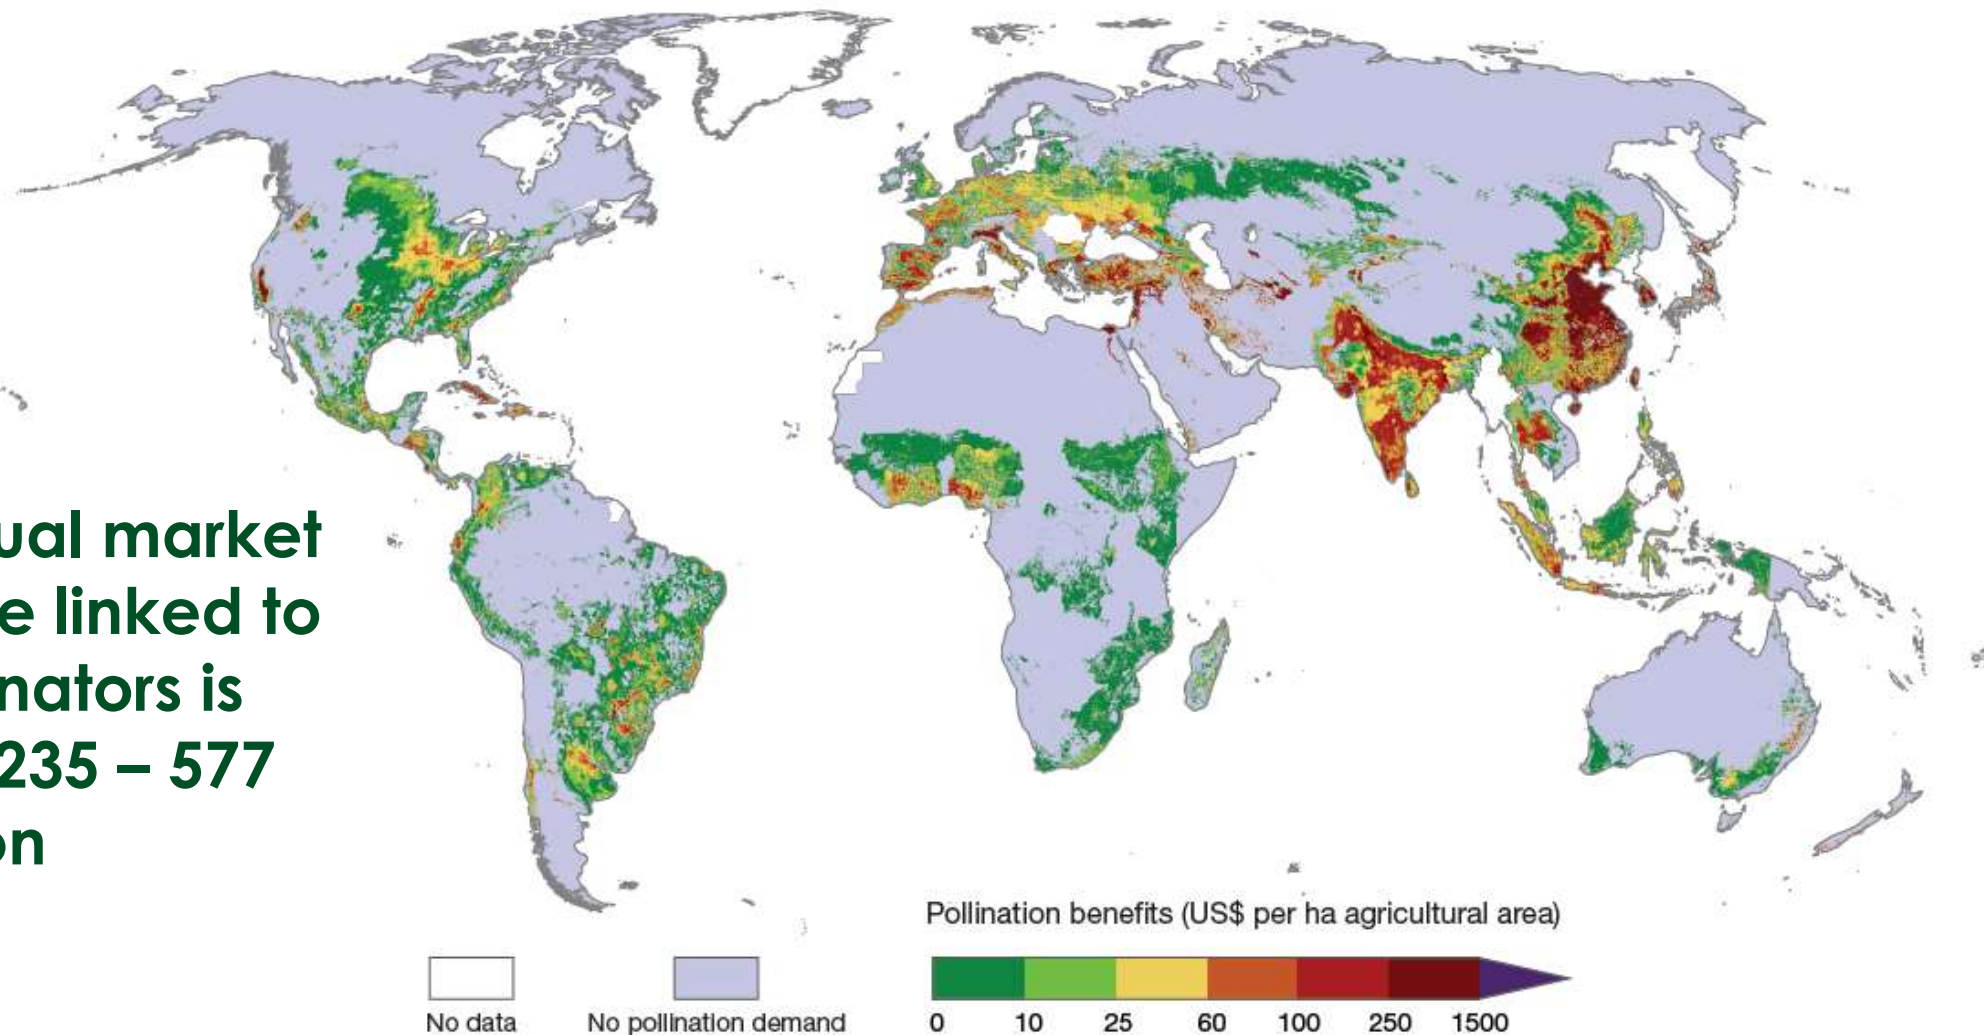 ual market
e linked to
nators is
235 – 577
on
Pollination benefits (US$ per ha agricultural area)
No data
No pollination demand
0 10 25 60 100 250 1500